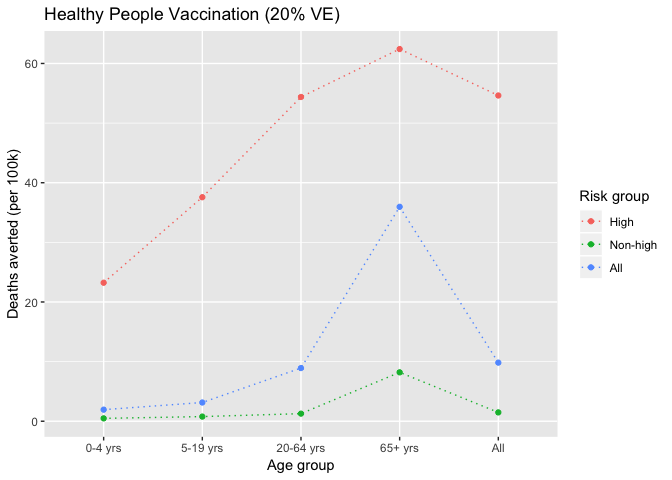 Healthy People Vaccination (20% VE)
Deaths averted (per 100k)
60
40
20
0
0-4 yrs
5-19 yrs
20-64 yrs
65+ yrs
All
Age group
Risk group
High
Non-high
All